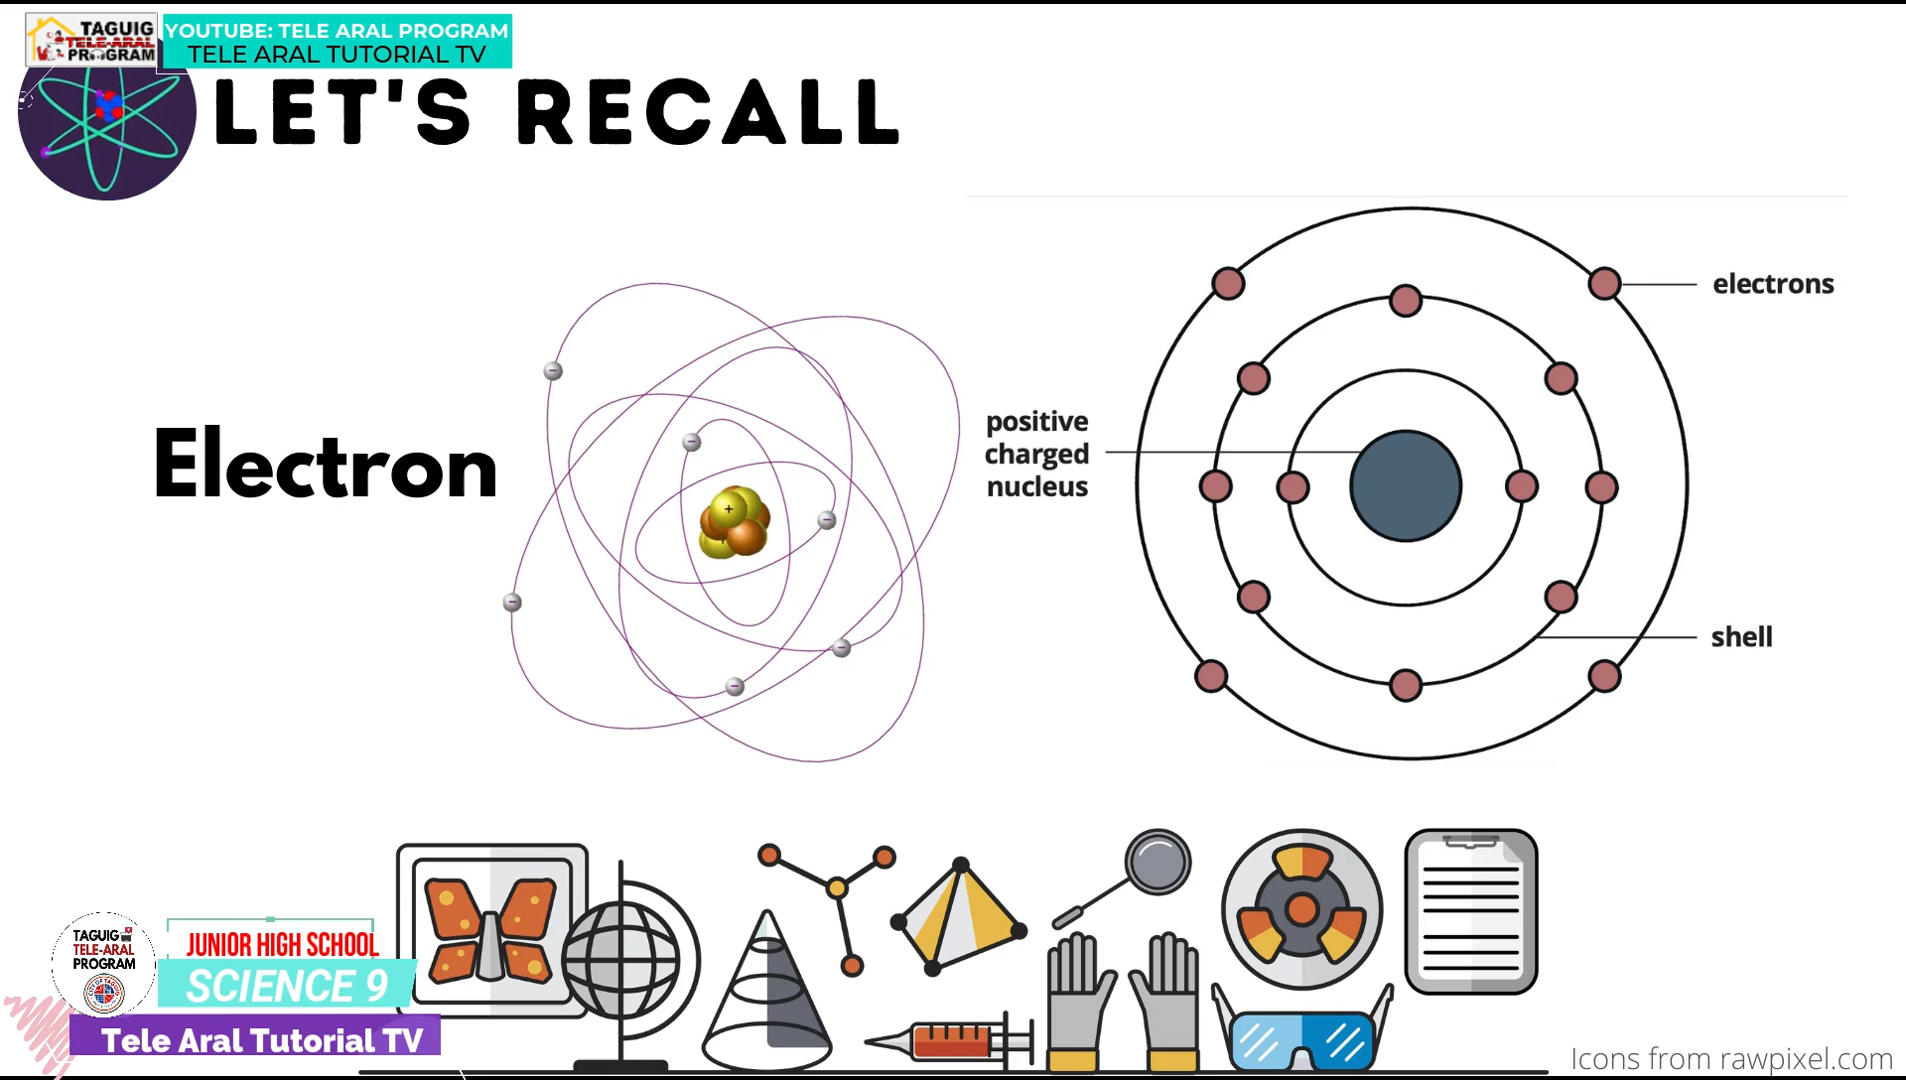 TAGUIG
TELE-ARAL
PROGRAM
YOUTUBE: TELE ARAL PROGRAM
TELE ARAL TUTORIAL TV
LET'S RECALL
Electron
electrons
positive
charged
nucleus
shell
TAGUIG
TELE-ARAL
PROGRAM
JUNIOR HIGH SCHOOL
SCIENCE 9
Tele Aral Tutorial TV
Icons from rawpixel.com